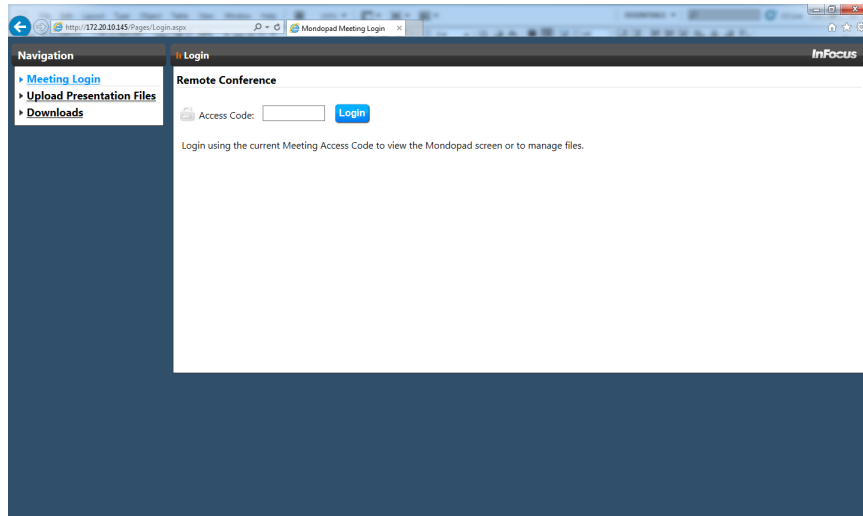 http://172.20.10.145/Pages/Login.aspx
Mondopad Meeting Login
Navigation
Login
InFocus
Meeting Login
Upload Presentation Files
Downloads
Remote Conference
Access Code:
Login
Login using the current Meeting Access Code to view the Mondopad screen or to manage files.